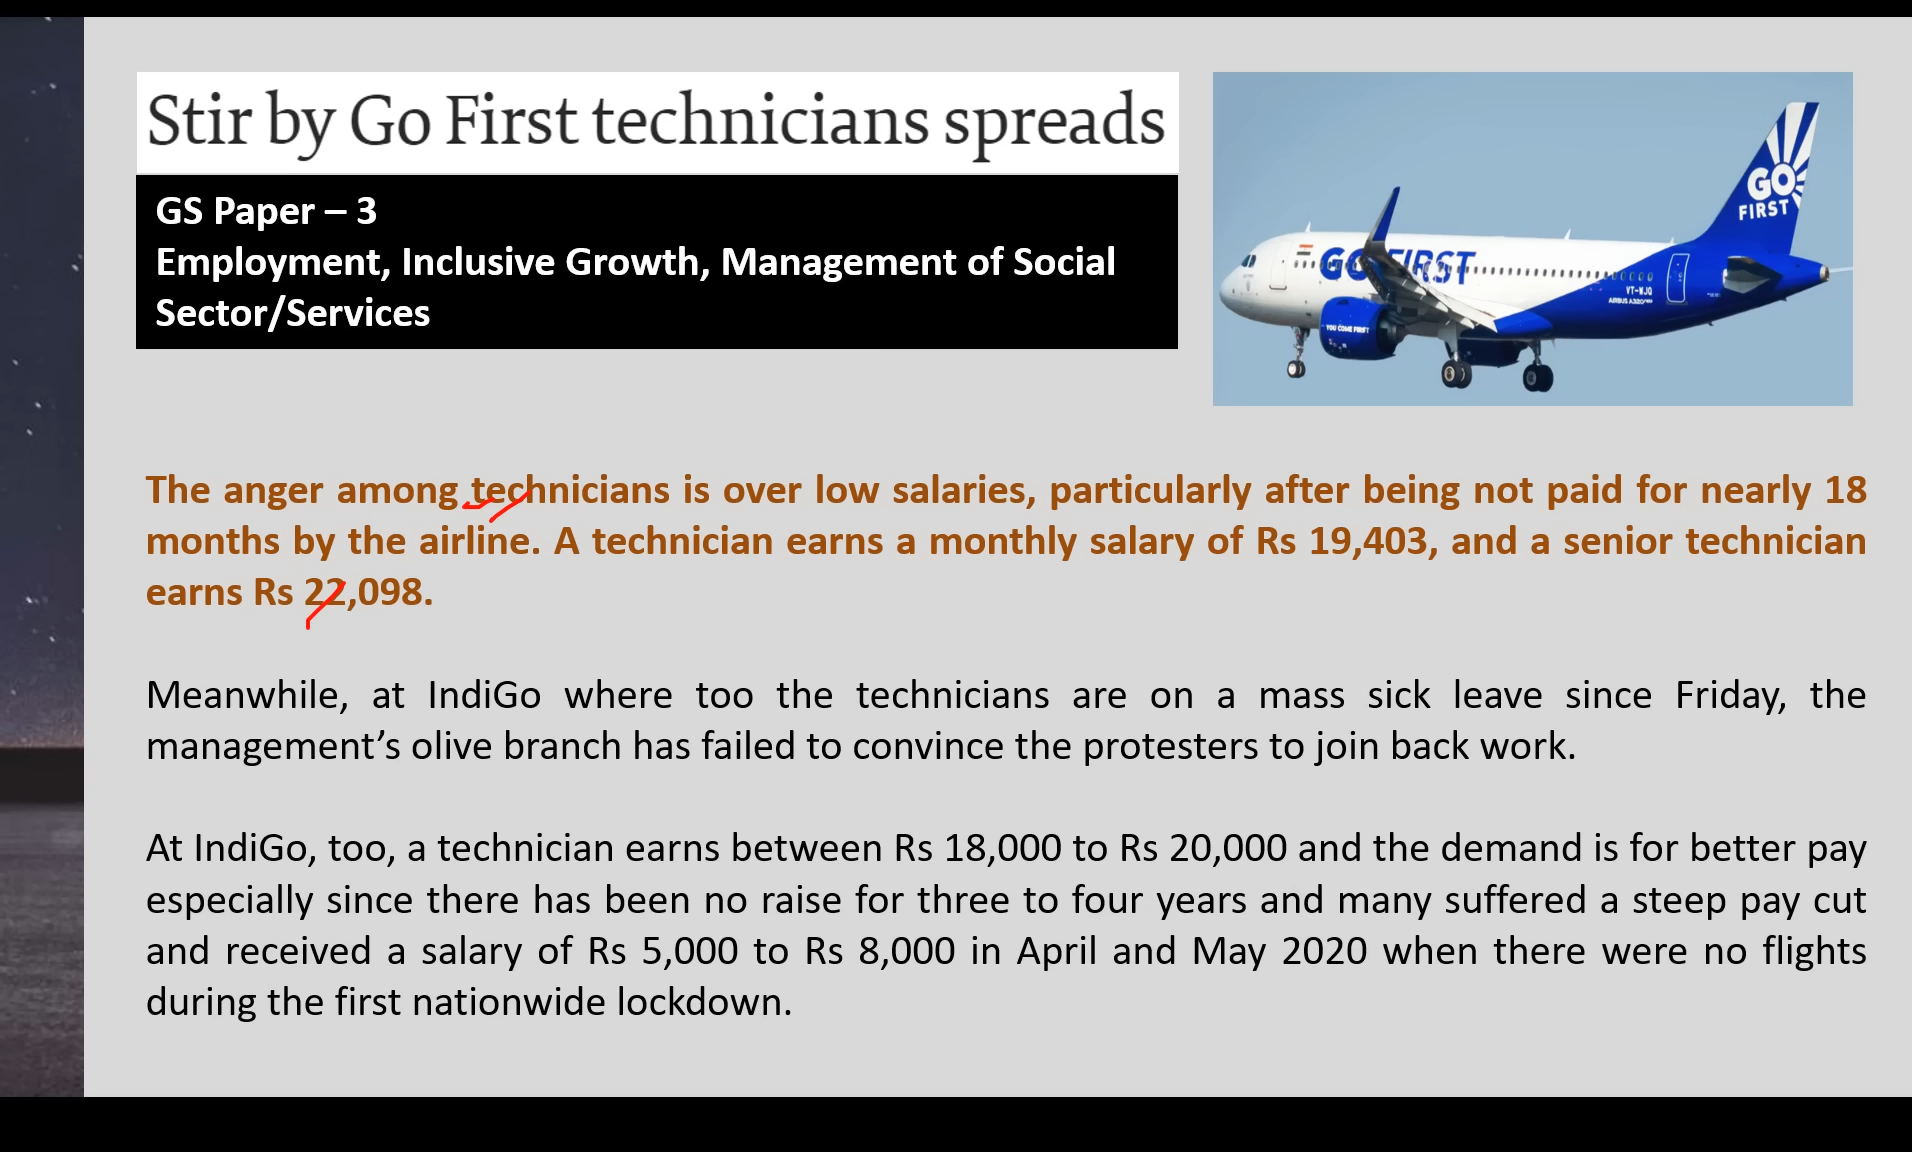 Stir by Go First technicians spreads
GS Paper – 3
Employment, Inclusive Growth, Management of Social
Sector/Services
GO
FIRST
GO FIRST
VT-WJQ
AIRBUS A320neo
YOU COME FIRST
The anger among technicians is over low salaries, particularly after being not paid for nearly 18
months by the airline. A technician earns a monthly salary of Rs 19,403, and a senior technician
earns Rs 22,098.
Meanwhile, at IndiGo where too the technicians are on a mass sick leave since Friday, the
management’s olive branch has failed to convince the protesters to join back work.
At IndiGo, too, a technician earns between Rs 18,000 to Rs 20,000 and the demand is for better pay
especially since there has been no raise for three to four years and many suffered a steep pay cut
and received a salary of Rs 5,000 to Rs 8,000 in April and May 2020 when there were no flights
during the first nationwide lockdown.